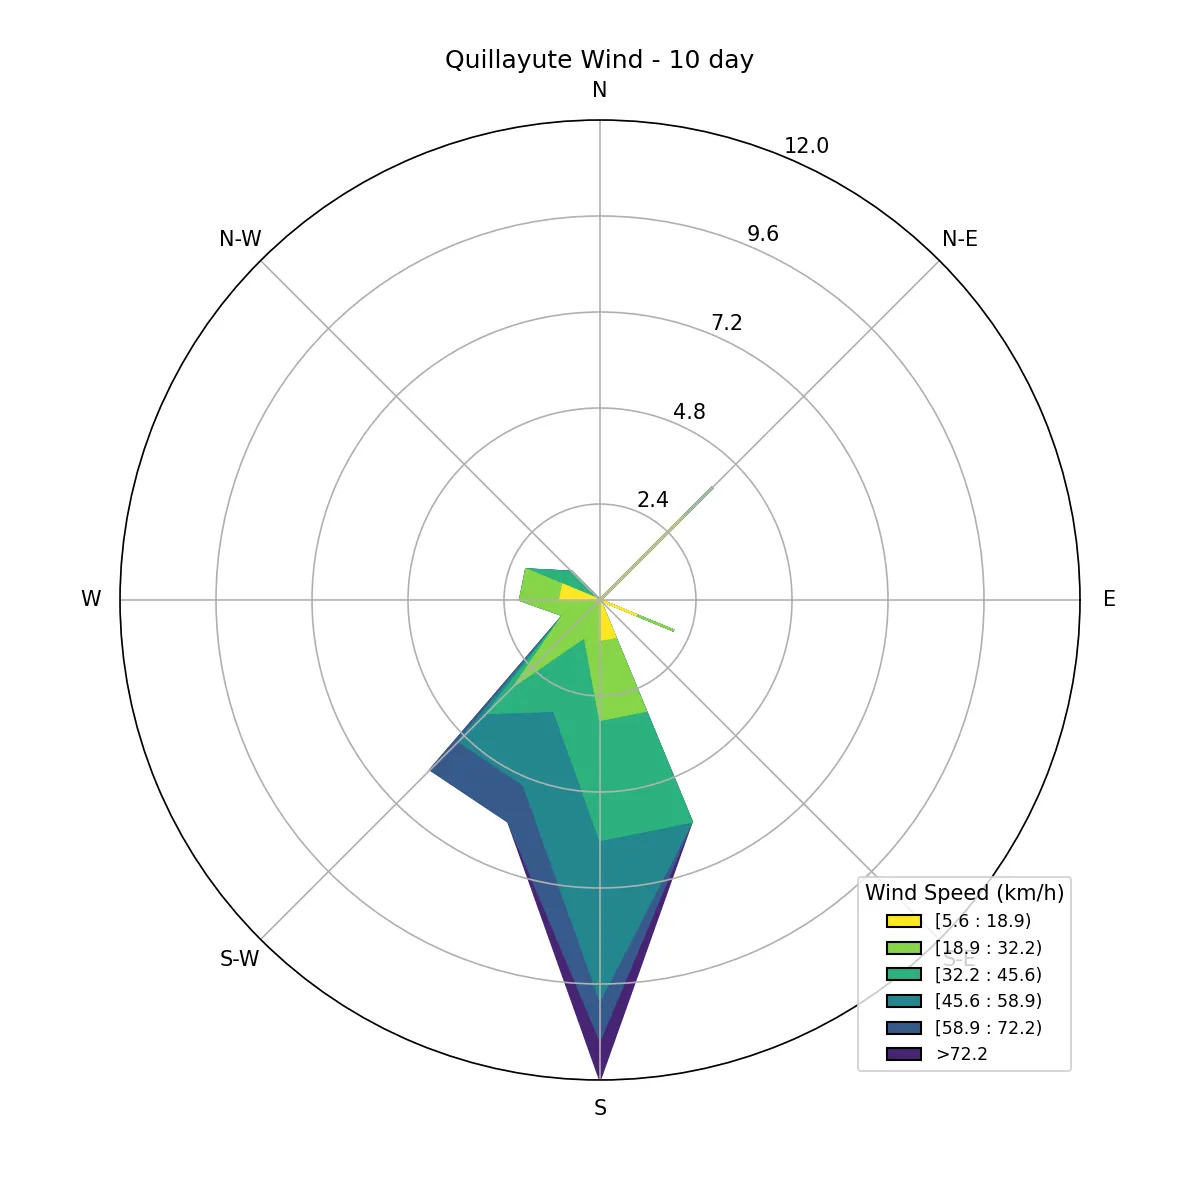 Quillayute Wind - 10 day
N
12.0
N-W
9.6
N-E
7.2
4.8
2.4
W
E
S-W
S-E
S
Wind Speed (km/h)
[5.6 : 18.9)
[18.9 : 32.2)
[32.2 : 45.6)
[45.6 : 58.9)
[58.9 : 72.2)
>72.2